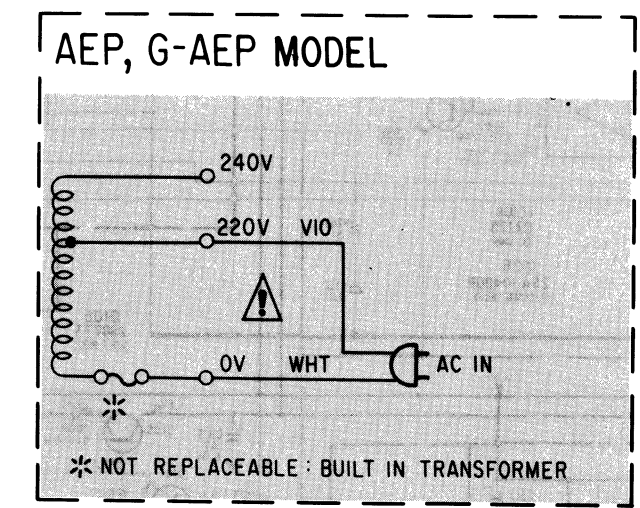 AEP, G-AEP MODEL
240V
220V VIO
0V WHT
AC IN
※ NOT REPLACEABLE : BUILT IN TRANSFORMER